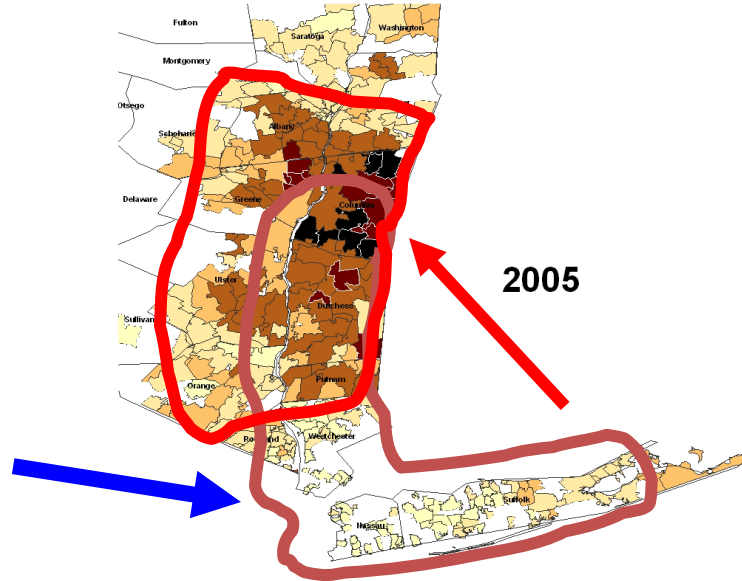 Fulton
Washington
Saratoga
Montgomery
Otsego
Schoharie
Albany
Delaware
Greene
Columbia
2005
Ulster
Dutchess
Sullivan
Putnam
Orange
Rockland
Westchester
Suffolk
Nassau